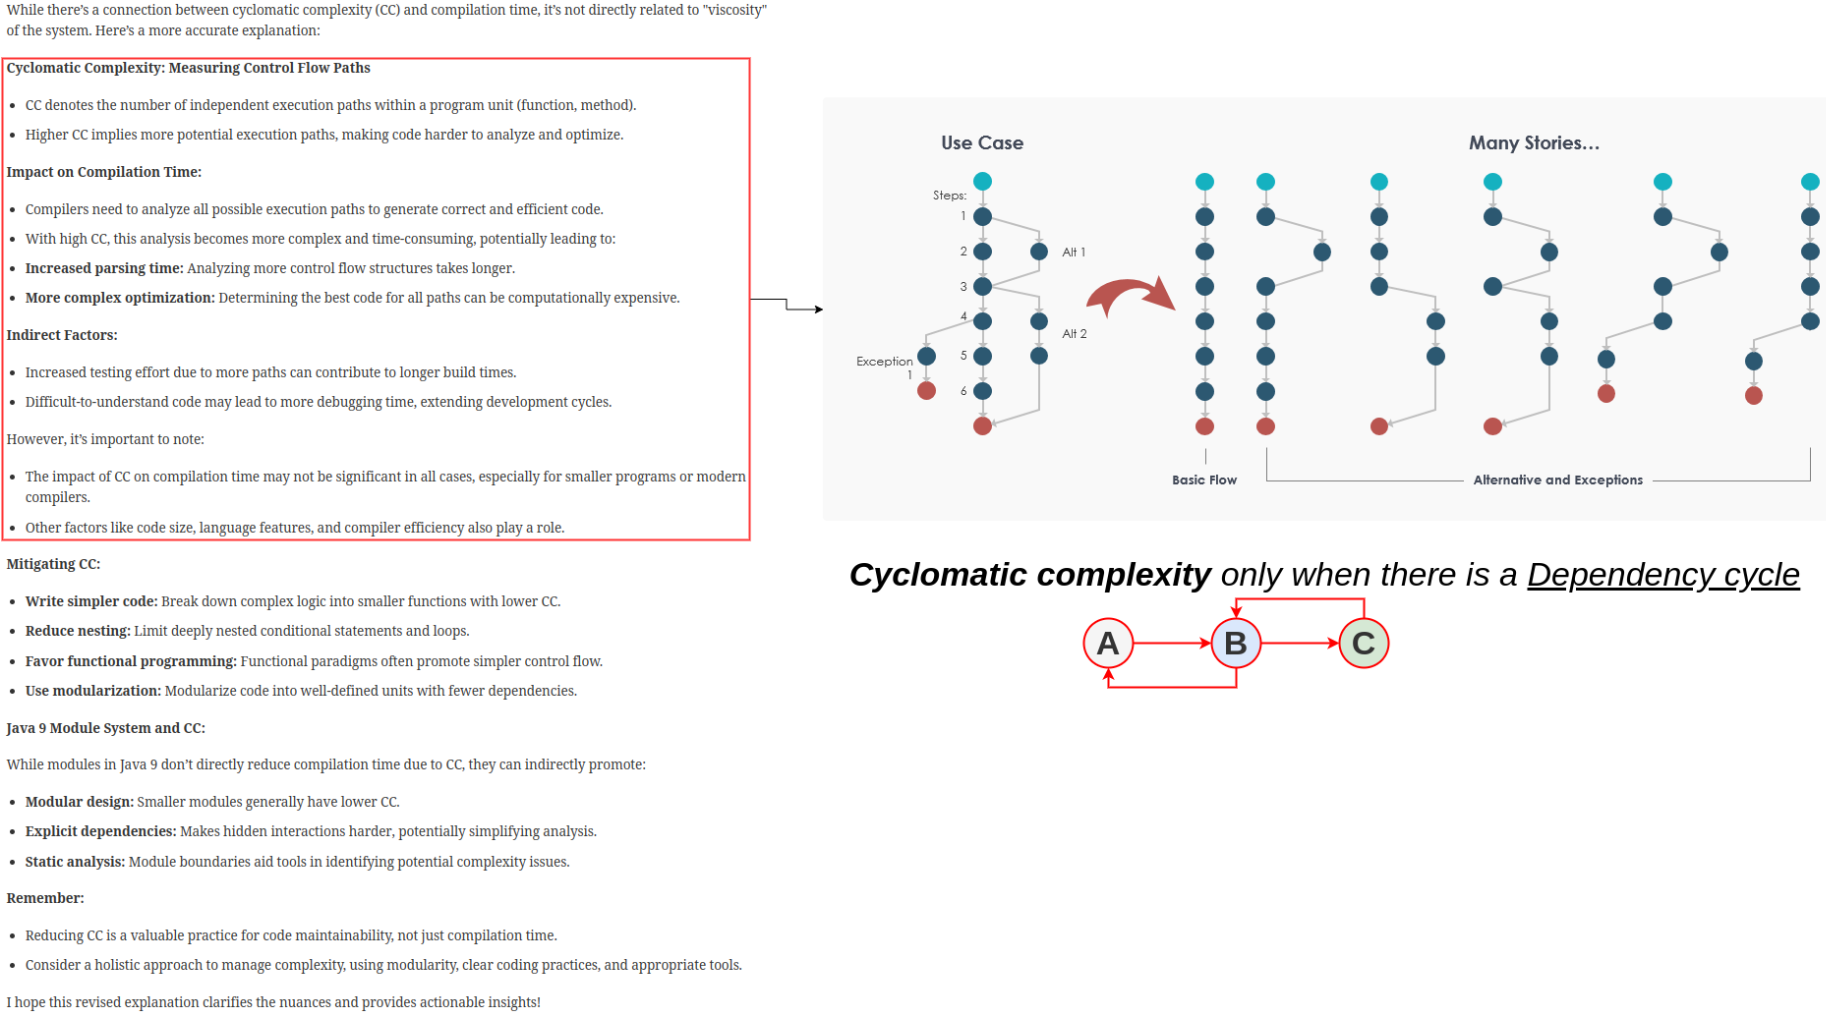 While there's a connection between cyclomatic complexity (CC) and compilation time, it's not directly related to "viscosity"
of the system. Here's a more accurate explanation:
Cyclomatic Complexity: Measuring Control Flow Paths
• CC denotes the number of independent execution paths within a program unit (function, method).
• Higher CC implies more potential execution paths, making code harder to analyze and optimize.
Impact on Compilation Time:
• Compilers need to analyze all possible execution paths to generate correct and efficient code.
• With high CC, this analysis becomes more complex and time-consuming, potentially leading to:
• Increased parsing time: Analyzing more control flow structures takes longer.
• More complex optimization: Determining the best code for all paths can be computationally expensive.
Indirect Factors:
• Increased testing effort due to more paths can contribute to longer build times.
• Difficult-to-understand code may lead to more debugging time, extending development cycles.
However, it's important to note:
• The impact of CC on compilation time may not be significant in all cases, especially for smaller programs or modern
compilers.
• Other factors like code size, language features, and compiler efficiency also play a role.
Mitigating CC:
• Write simpler code: Break down complex logic into smaller functions with lower CC.
• Reduce nesting: Limit deeply nested conditional statements and loops.
• Favor functional programming: Functional paradigms often promote simpler control flow.
• Use modularization: Modularize code into well-defined units with fewer dependencies.
Java 9 Module System and CC:
While modules in Java 9 don't directly reduce compilation time due to CC, they can indirectly promote:
• Modular design: Smaller modules generally have lower CC.
• Explicit dependencies: Makes hidden interactions harder, potentially simplifying analysis.
• Static analysis: Module boundaries aid tools in identifying potential complexity issues.
Remember:
• Reducing CC is a valuable practice for code maintainability, not just compilation time.
• Consider a holistic approach to manage complexity, using modularity, clear coding practices, and appropriate tools.
I hope this revised explanation clarifies the nuances and provides actionable insights!
Use Case
Many Stories...
Steps:
1
2
Alt 1
3
4
Alt 2
Exception
1
5
6
Basic Flow
Alternative and Exceptions
Cyclomatic complexity only when there is a Dependency cycle
A
B
C